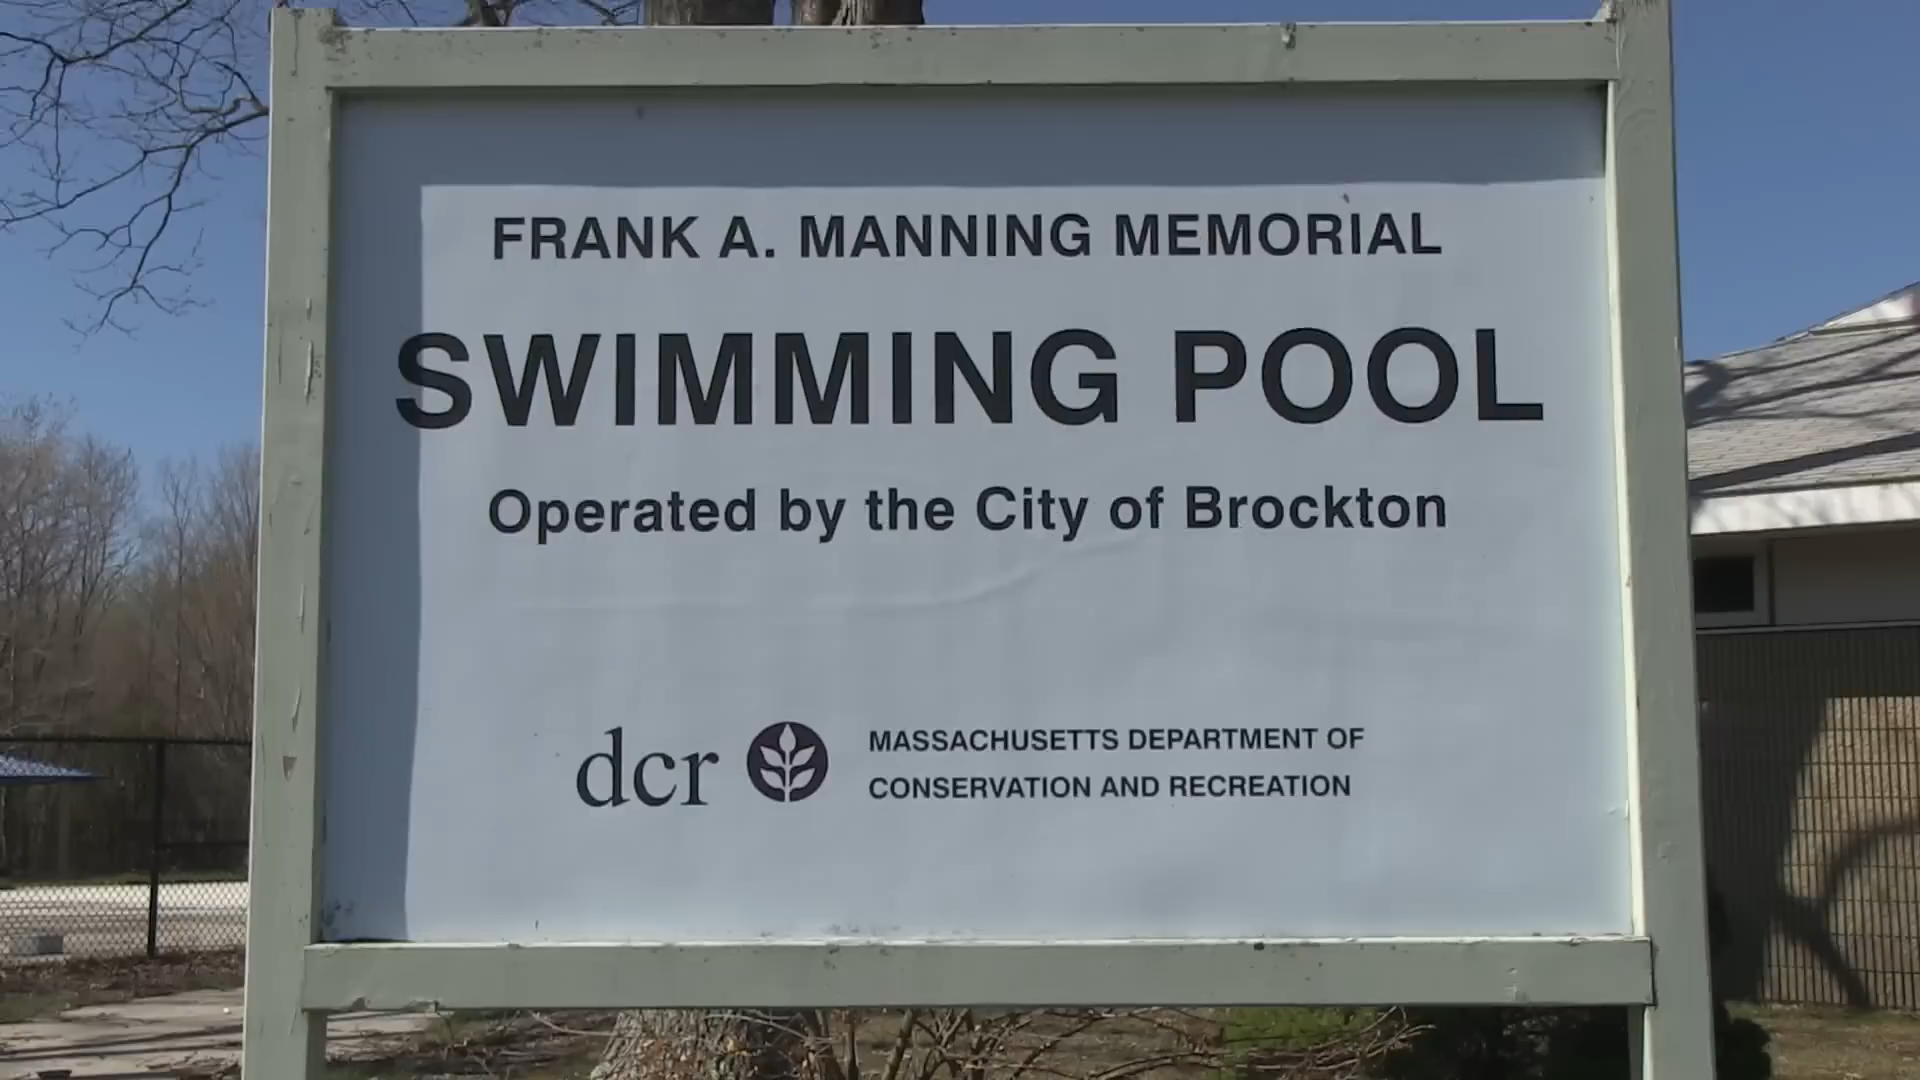 FRANK A. MANNING MEMORIAL
SWIMMING POOL
Operated by the City of Brockton
dcr
MASSACHUSETTS DEPARTMENT OF
CONSERVATION AND RECREATION